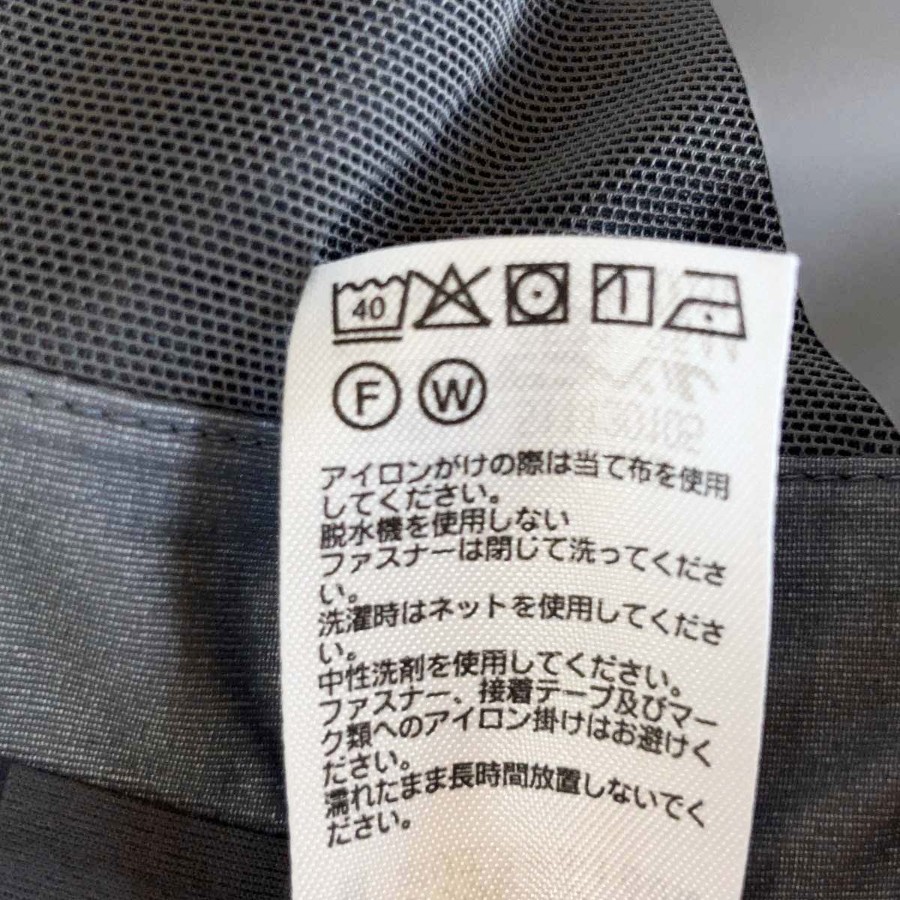 40
F W
アイロンがけの際は当て布を使用
してください。
脱水機を使用しない
ファスナーは閉じて洗ってくださ
い。
洗濯時はネットを使用してくださ
い。
中性洗剤を使用してください。
ファスナー、接着テープ及びマー
ク類へのアイロン掛けはお避けく
ださい。
濡れたまま長時間放置しないでく
ださい。